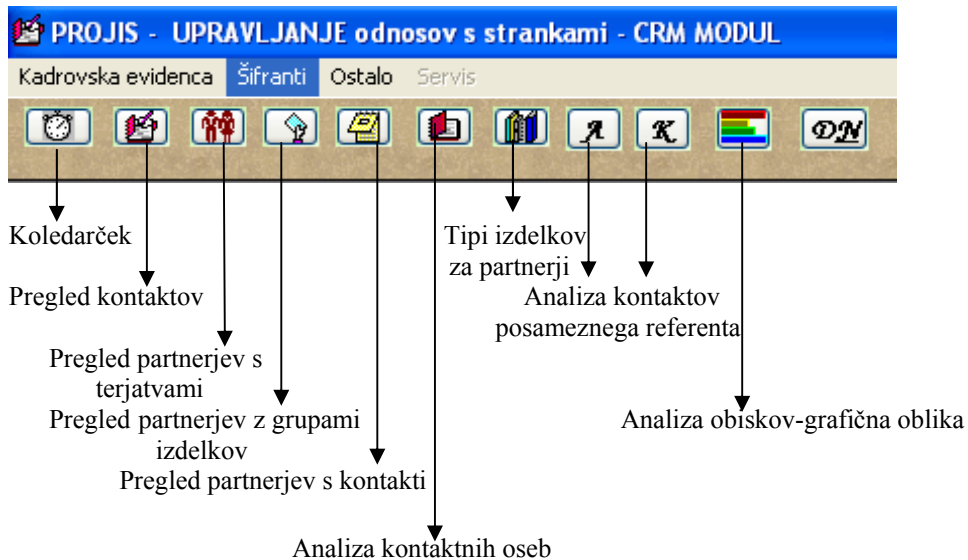 PROJIS - UPRAVLJANJE odnosov s strankami - CRM MODUL
Kadrovska evidenca Šifranti Ostalo Servis
A K DN
Koledarček
Tipi izdelkov
za partnerji
Pregled kontaktov
Analiza kontaktov
posameznega referenta
Pregled partnerjev s
terjatvami
Pregled partnerjev z grupami
izdelkov
Analiza obiskov-grafična oblika
Pregled partnerjev s kontakti
Analiza kontaktnih oseb